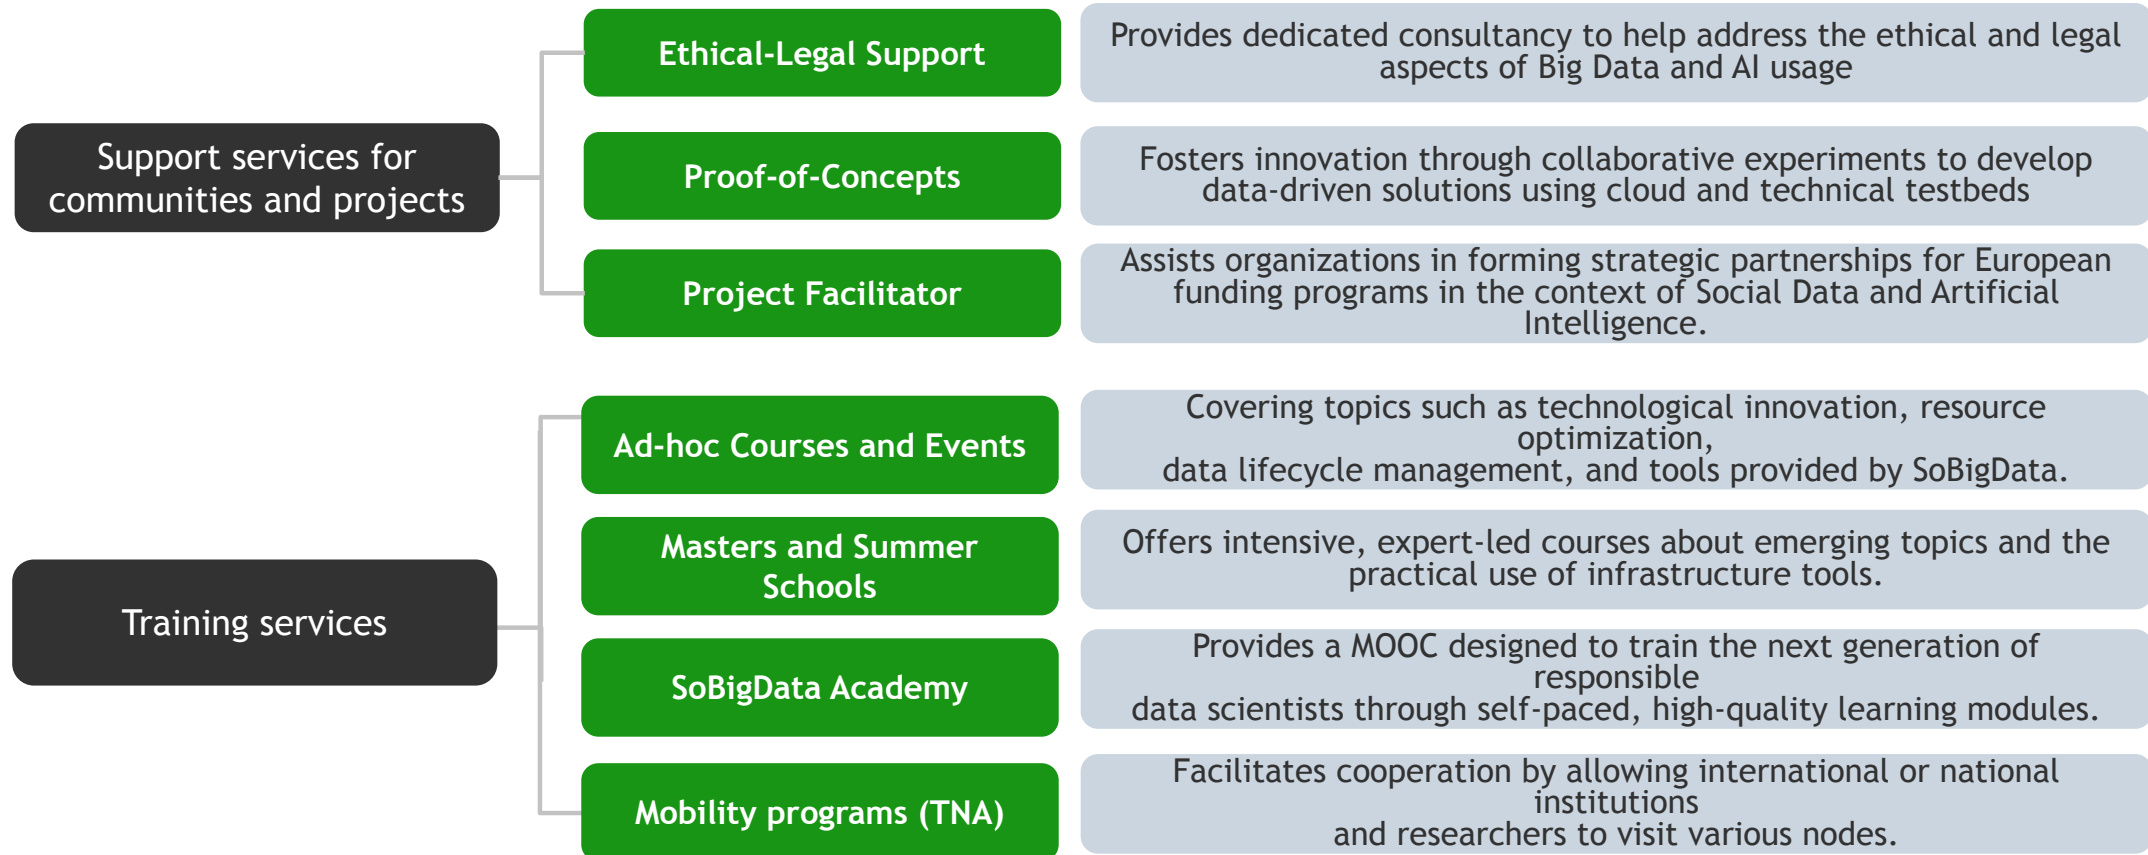 Ethical-Legal Support
Provides dedicated consultancy to help address the ethical and legal
aspects of Big Data and AI usage
Support services for
communities and projects
Proof-of-Concepts
Fosters innovation through collaborative experiments to develop
data-driven solutions using cloud and technical testbeds
Project Facilitator
Assists organizations in forming strategic partnerships for European
funding programs in the context of Social Data and Artificial
Intelligence.
Training services
Ad-hoc Courses and Events
Covering topics such as technological innovation, resource
optimization,
data lifecycle management, and tools provided by SoBigData.
Masters and Summer
Schools
Offers intensive, expert-led courses about emerging topics and the
practical use of infrastructure tools.
SoBigData Academy
Provides a MOOC designed to train the next generation of
responsible
data scientists through self-paced, high-quality learning modules.
Mobility programs (TNA)
Facilitates cooperation by allowing international or national
institutions
and researchers to visit various nodes.